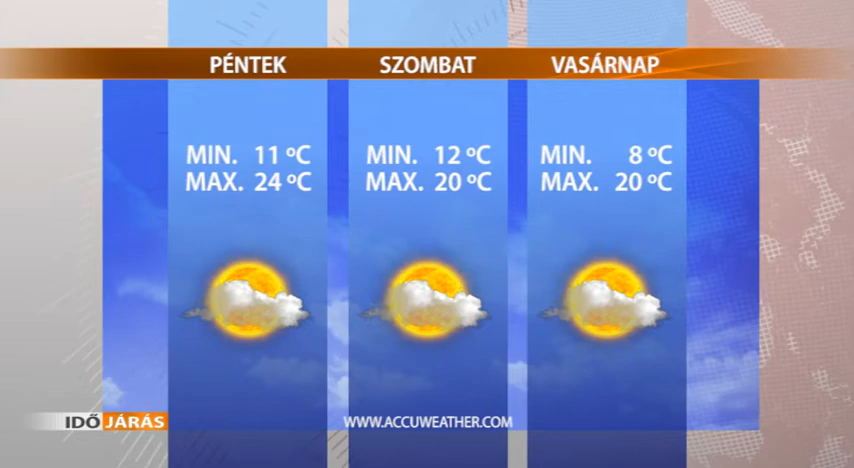 PÉNTEK SZOMBAT VASÁRNAP
MIN. 11 ºC MIN. 12 ºC MIN. 8 ºC
MAX. 24 ºC MAX. 20 ºC MAX. 20 ºC
IDŐJÁRÁS WWW.ACCUWEATHER.COM